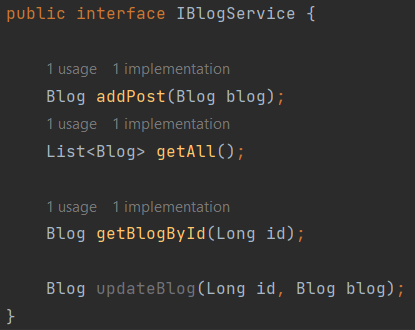 public interface IBlogService {
1 usage 1 implementation
Blog addPost(Blog blog);
1 usage 1 implementation
List<Blog> getAll();
1 usage 1 implementation
Blog getBlogById(Long id);
Blog updateBlog(Long id, Blog blog);
}